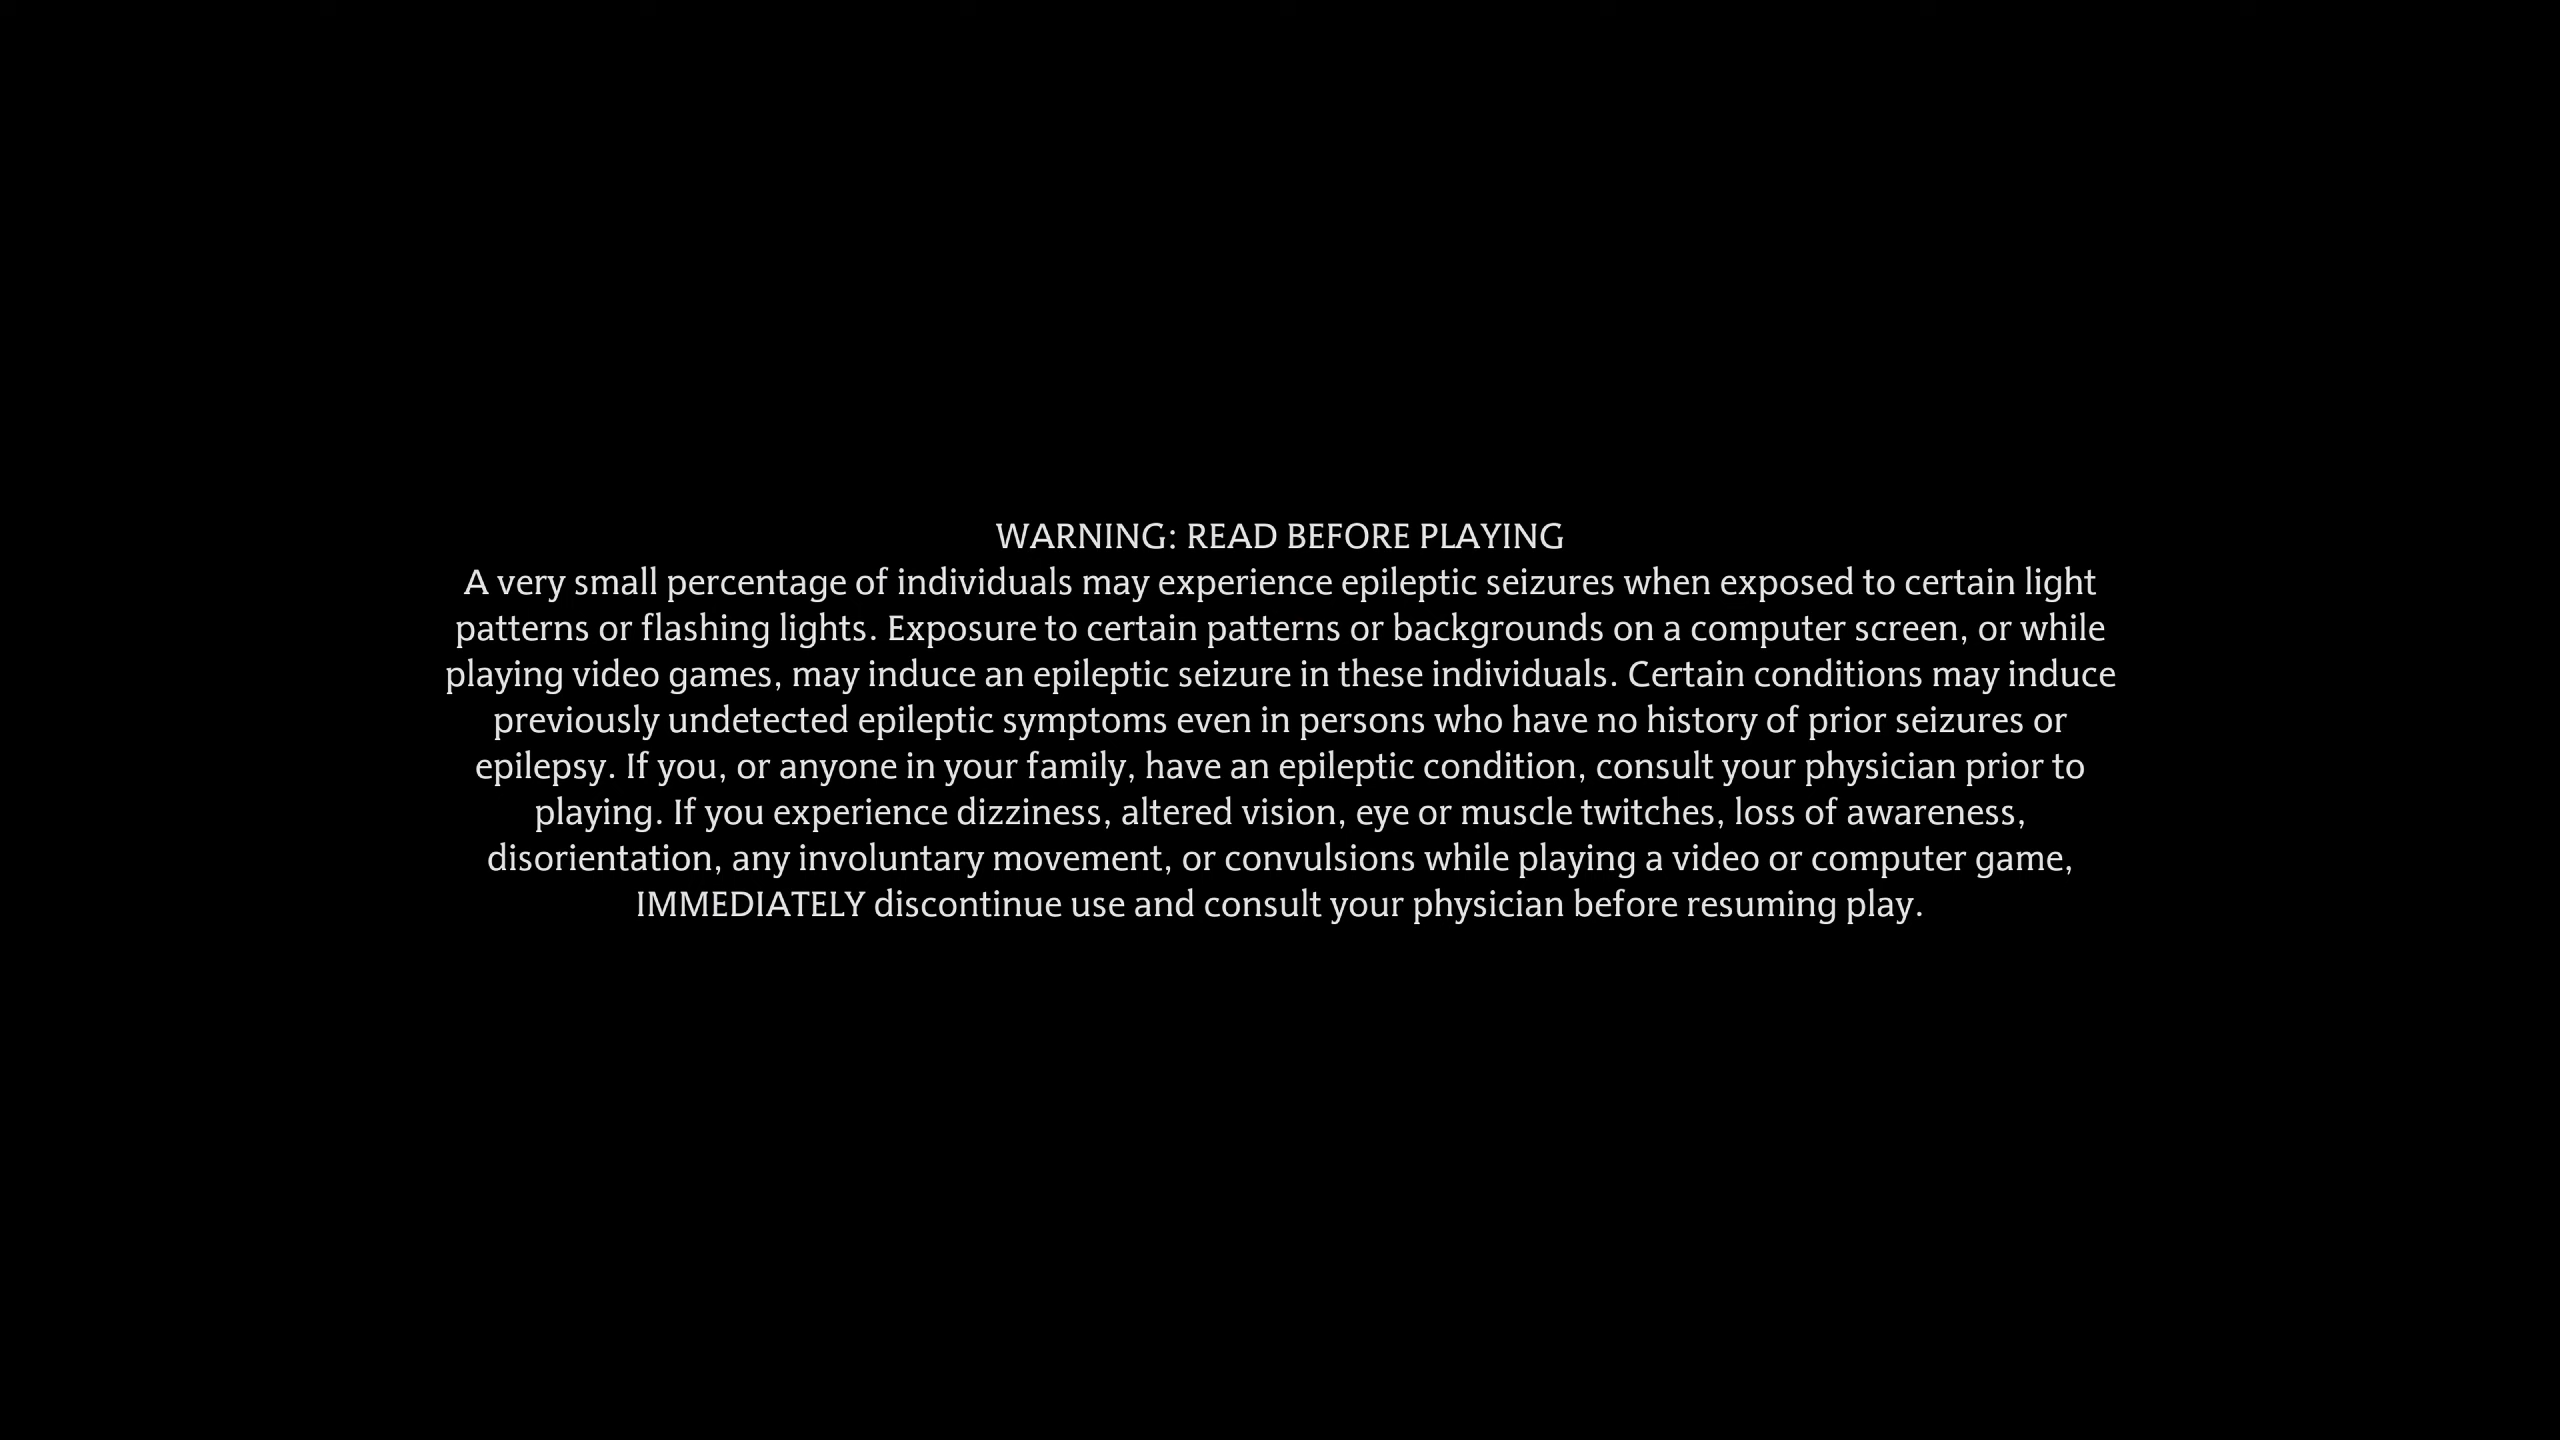 WARNING: READ BEFORE PLAYING
A very small percentage of individuals may experience epileptic seizures when exposed to certain light
patterns or flashing lights. Exposure to certain patterns or backgrounds on a computer screen, or while
playing video games, may induce an epileptic seizure in these individuals. Certain conditions may induce
previously undetected epileptic symptoms even in persons who have no history of prior seizures or
epilepsy. If you, or anyone in your family, have an epileptic condition, consult your physician prior to
playing. If you experience dizziness, altered vision, eye or muscle twitches, loss of awareness,
disorientation, any involuntary movement, or convulsions while playing a video or computer game,
IMMEDIATELY discontinue use and consult your physician before resuming play.